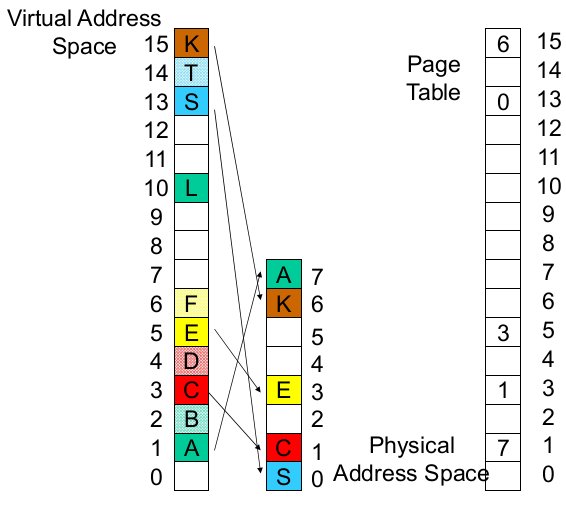 Virtual Address
Space
15 K
14 T
13 S
12
11
10 L
9
8
7
6 F
5 E
4 D
3 C
2 B
1 A
0
A 7
K 6
5
4
E 3
2
C 1
S 0
Physical
Address Space
Page
Table
6 15
14
0 13
12
11
10
9
8
7
6
3 5
4
1 3
2
7 1
0